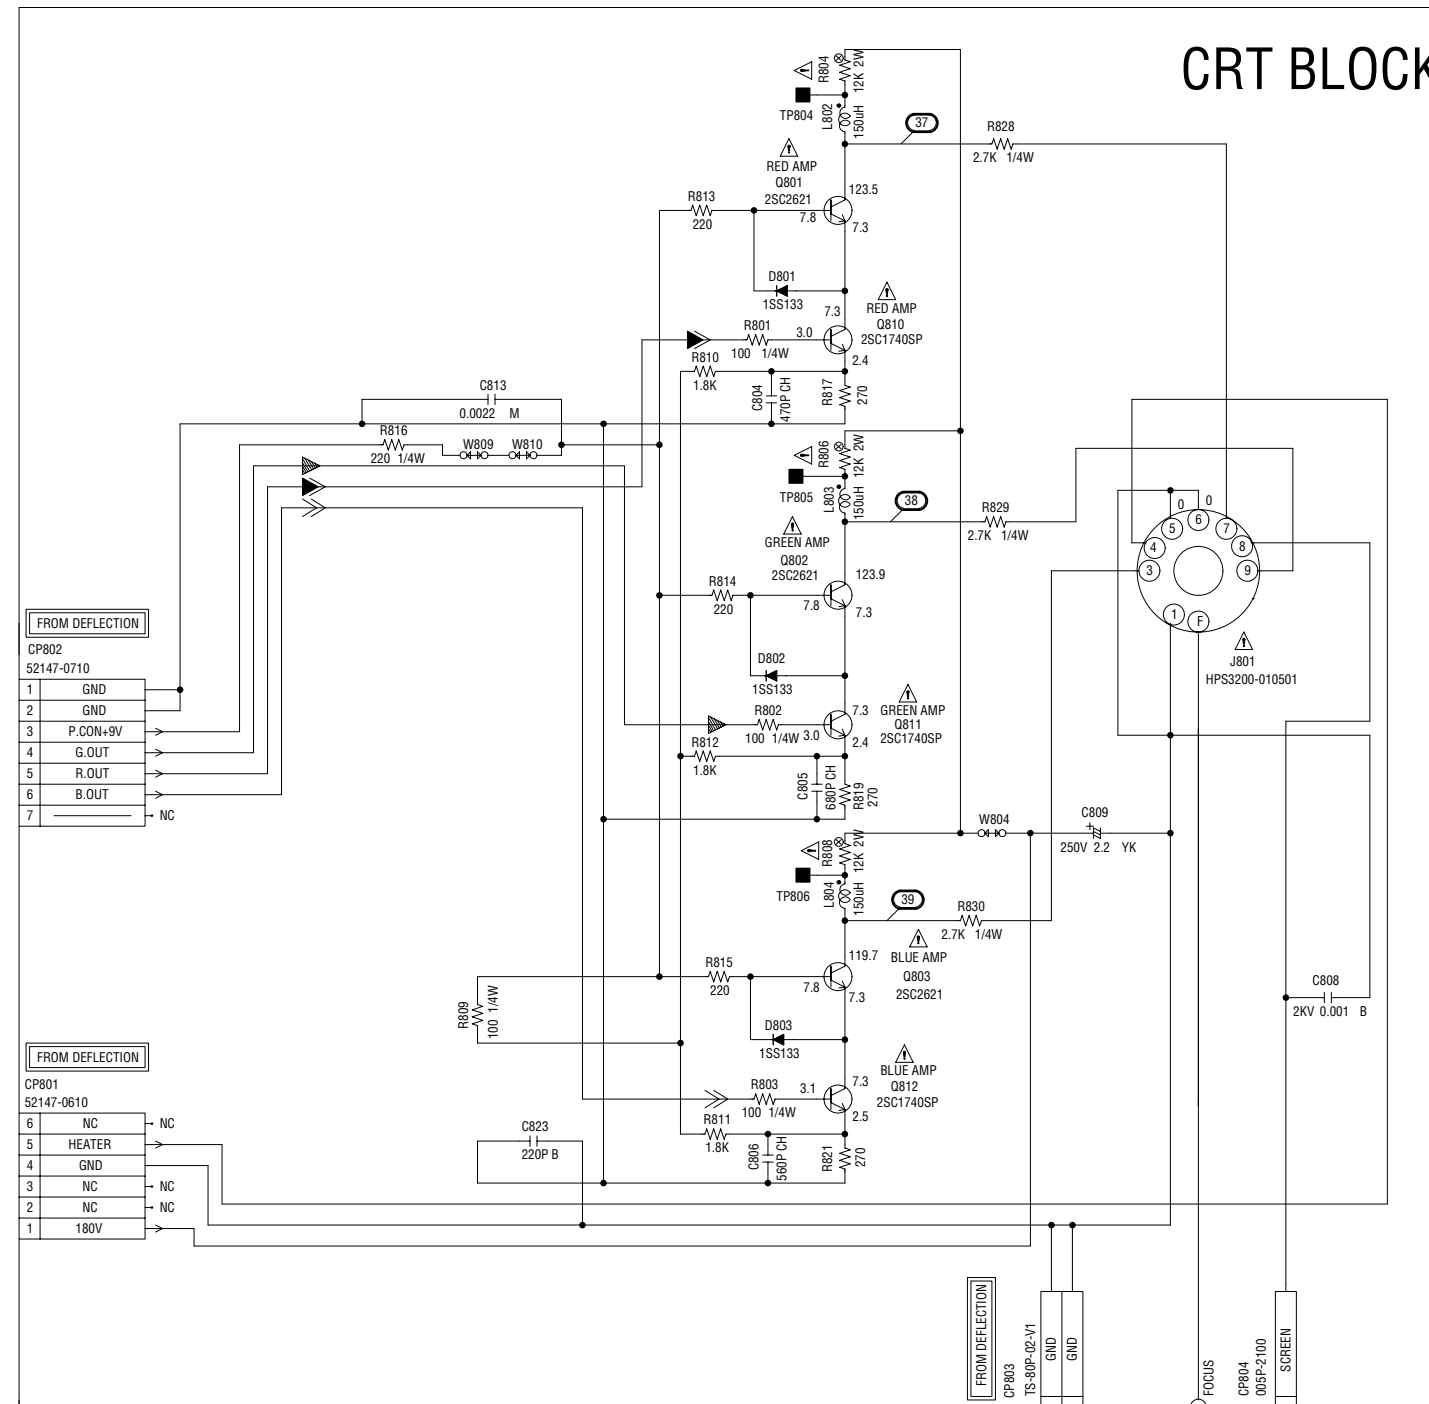 CRT BLOCK
R804
12K 2W
TP804
L802
150uH
37
R828
2.7K 1/4W
RED AMP
Q801
2SC2621
123.5
7.8
7.3
R813
220
D801
1SS133
RED AMP
Q810
2SC1740SP
7.3
3.0
2.4
R801
100 1/4W
R810
1.8K
C804
470P CH
R817
270
C813
0.0022 M
R816
220 1/4W
W809
W810
R806
12K 2W
TP805
L803
150uH
38
R829
2.7K 1/4W
GREEN AMP
Q802
2SC2621
123.9
7.8
7.3
R814
220
D802
1SS133
GREEN AMP
Q811
2SC1740SP
7.3
3.0
2.4
R802
100 1/4W
R812
1.8K
C805
680P CH
R819
270
0
0
5
6
7
4
8
3
9
1
F
J801
HPS3200-010501
FROM DEFLECTION
CP802
52147-0710
1 GND
2 GND
3 P.CON+9V
4 G.OUT
5 R.OUT
6 B.OUT
7 NC
W804
C809
+
250V 2.2 YK
R808
12K 2W
TP806
L804
150uH
39
R830
2.7K 1/4W
BLUE AMP
Q803
2SC2621
119.7
7.8
7.3
R815
220
R809
100 1/4W
D803
1SS133
BLUE AMP
Q812
2SC1740SP
7.3
3.1
2.5
R803
100 1/4W
R811
1.8K
C806
560P CH
R821
270
C808
2KV 0.001 B
C823
220P B
FROM DEFLECTION
CP801
52147-0610
6 NC NC
5 HEATER
4 GND
3 NC NC
2 NC NC
1 180V
FROM DEFLECTION
CP803
TS-80P-02-V1
GND
GND
FOCUS
CP804
005P-2100
SCREEN